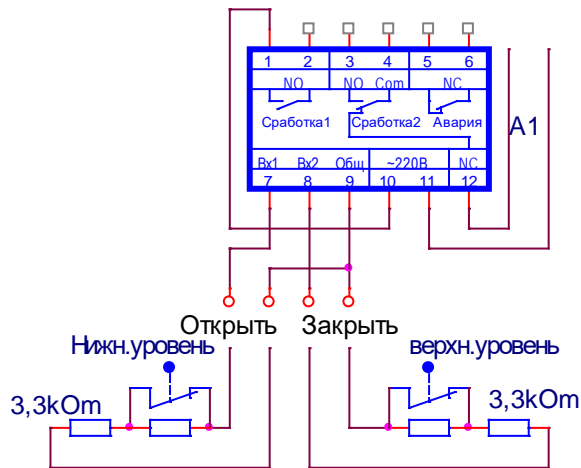 1 2 3 4 5 6
NO NO Com NC
Сработка1 Сработка2 Авария
А1
Вх1 Вх2 Общ ~220В NC
7 8 9 10 11 12
Открыть Закрыть
Нижн.уровень верхн.уровень
3,3kOm 3,3kOm